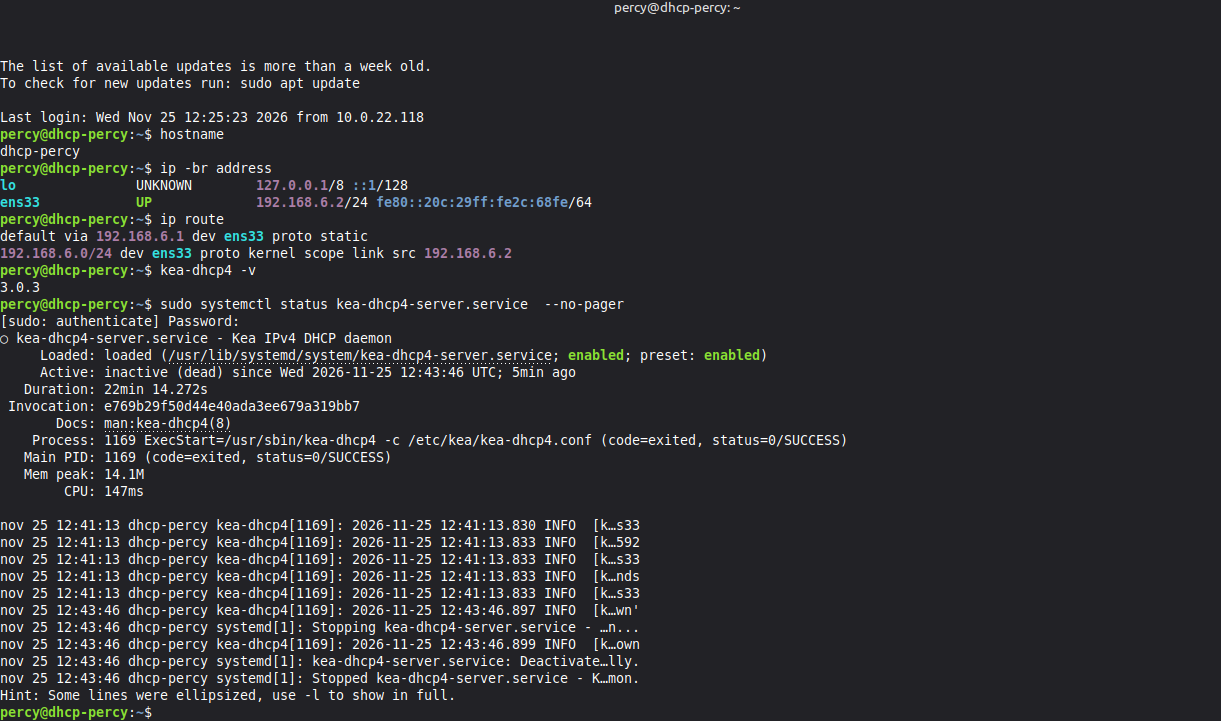 percy@dhcp-percy: ~
The list of available updates is more than a week old.
To check for new updates run: sudo apt update
Last login: Wed Nov 25 12:25:23 2026 from 10.0.22.118
percy@dhcp-percy:~$ hostname
dhcp-percy
percy@dhcp-percy:~$ ip -br address
lo               UNKNOWN        127.0.0.1/8 ::1/128
ens33            UP             192.168.6.2/24 fe80::20c:29ff:fe2c:68fe/64
percy@dhcp-percy:~$ ip route
default via 192.168.6.1 dev ens33 proto static
192.168.6.0/24 dev ens33 proto kernel scope link src 192.168.6.2
percy@dhcp-percy:~$ kea-dhcp4 -v
3.0.3
percy@dhcp-percy:~$ sudo systemctl status kea-dhcp4-server.service  --no-pager
[sudo: authenticate] Password:
○ kea-dhcp4-server.service - Kea IPv4 DHCP daemon
     Loaded: loaded (/usr/lib/systemd/system/kea-dhcp4-server.service; enabled; preset: enabled)
     Active: inactive (dead) since Wed 2026-11-25 12:43:46 UTC; 5min ago
   Duration: 22min 14.272s
 Invocation: e769b29f50d44e40ada3ee679a319bb7
       Docs: man:kea-dhcp4(8)
    Process: 1169 ExecStart=/usr/sbin/kea-dhcp4 -c /etc/kea/kea-dhcp4.conf (code=exited, status=0/SUCCESS)
   Main PID: 1169 (code=exited, status=0/SUCCESS)
   Mem peak: 14.1M
        CPU: 147ms
nov 25 12:41:13 dhcp-percy kea-dhcp4[1169]: 2026-11-25 12:41:13.830 INFO  [k…s33
nov 25 12:41:13 dhcp-percy kea-dhcp4[1169]: 2026-11-25 12:41:13.833 INFO  [k…592
nov 25 12:41:13 dhcp-percy kea-dhcp4[1169]: 2026-11-25 12:41:13.833 INFO  [k…s33
nov 25 12:41:13 dhcp-percy kea-dhcp4[1169]: 2026-11-25 12:41:13.833 INFO  [k…nds
nov 25 12:41:13 dhcp-percy kea-dhcp4[1169]: 2026-11-25 12:41:13.833 INFO  [k…s33
nov 25 12:43:46 dhcp-percy kea-dhcp4[1169]: 2026-11-25 12:43:46.897 INFO  [k…wn'
nov 25 12:43:46 dhcp-percy systemd[1]: Stopping kea-dhcp4-server.service - …n...
nov 25 12:43:46 dhcp-percy kea-dhcp4[1169]: 2026-11-25 12:43:46.899 INFO  [k…own
nov 25 12:43:46 dhcp-percy systemd[1]: kea-dhcp4-server.service: Deactivate…lly.
nov 25 12:43:46 dhcp-percy systemd[1]: Stopped kea-dhcp4-server.service - K…mon.
Hint: Some lines were ellipsized, use -l to show in full.
percy@dhcp-percy:~$